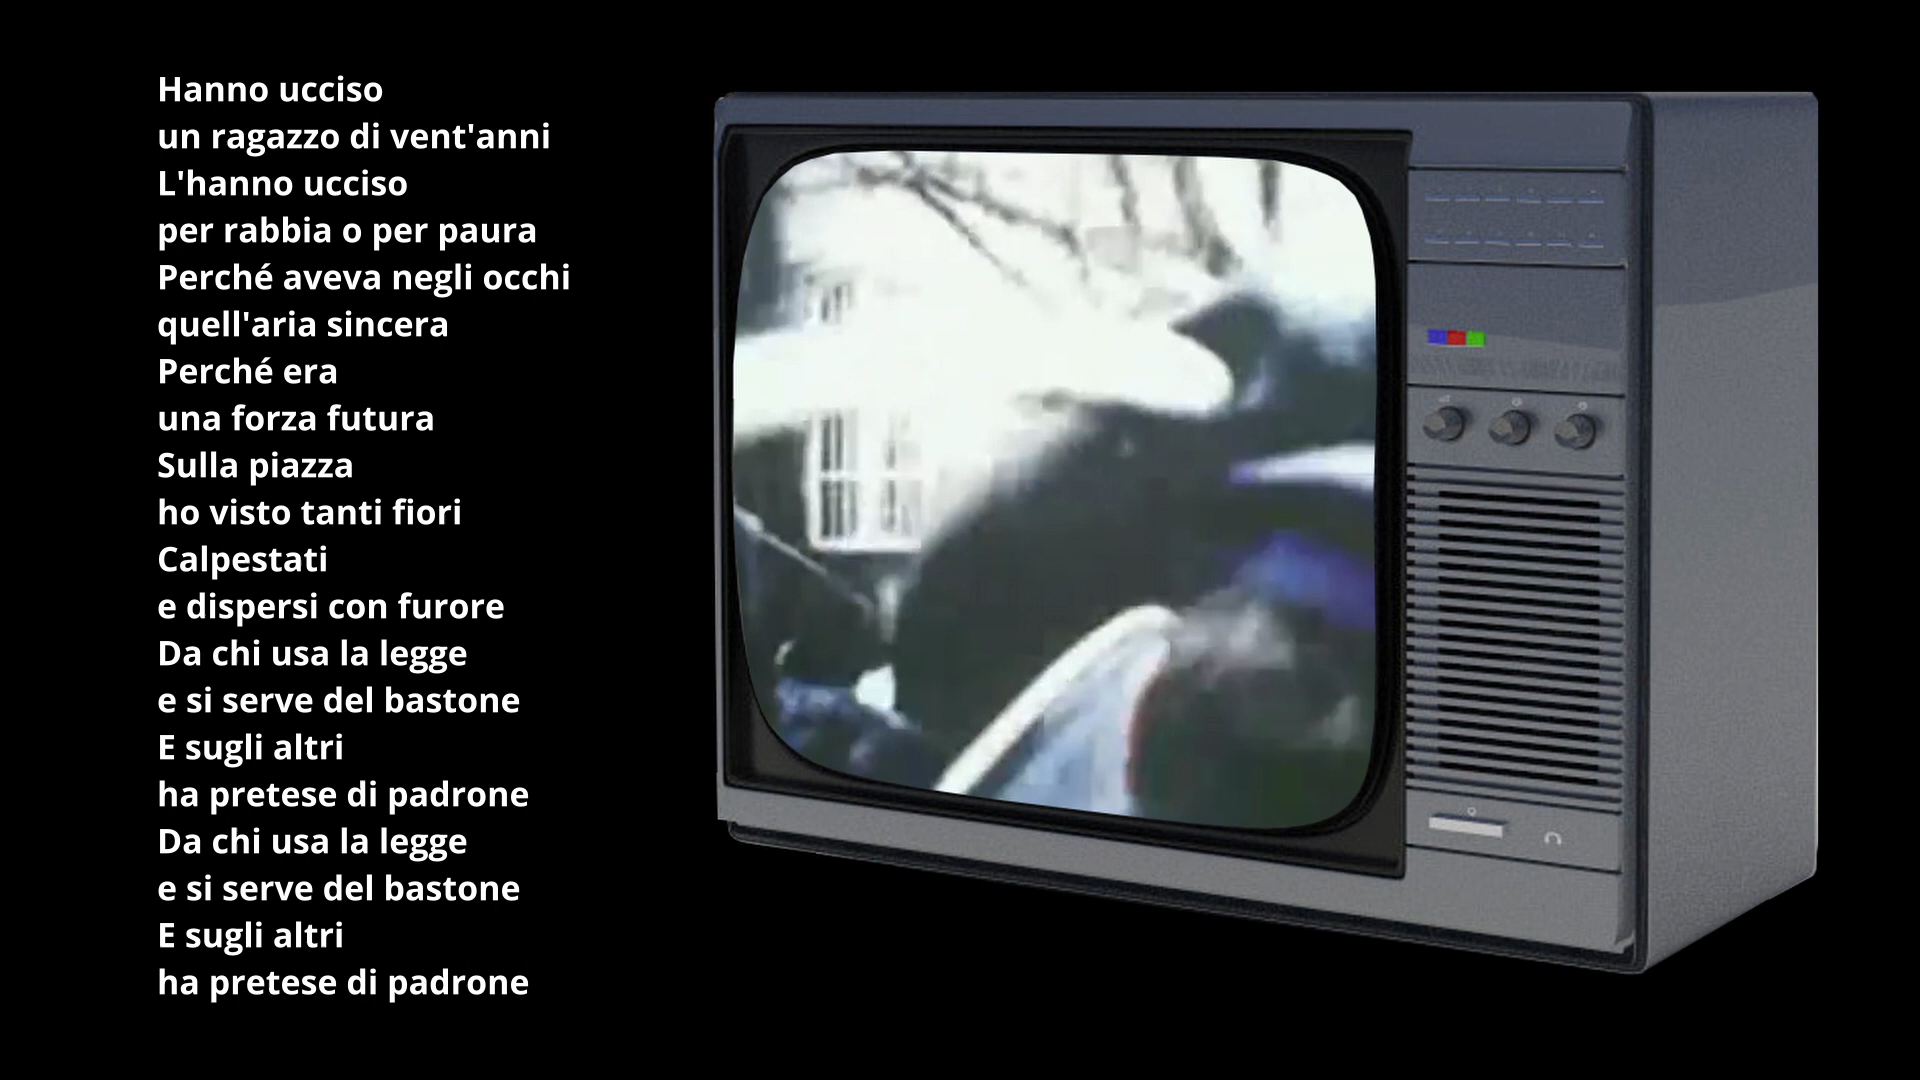 Hanno ucciso
un ragazzo di vent'anni
L'hanno ucciso
per rabbia o per paura
Perché aveva negli occhi
quell'aria sincera
Perché era
una forza futura
Sulla piazza
ho visto tanti fiori
Calpestati
e dispersi con furore
Da chi usa la legge
e si serve del bastone
E sugli altri
ha pretese di padrone
Da chi usa la legge
e si serve del bastone
E sugli altri
ha pretese di padrone